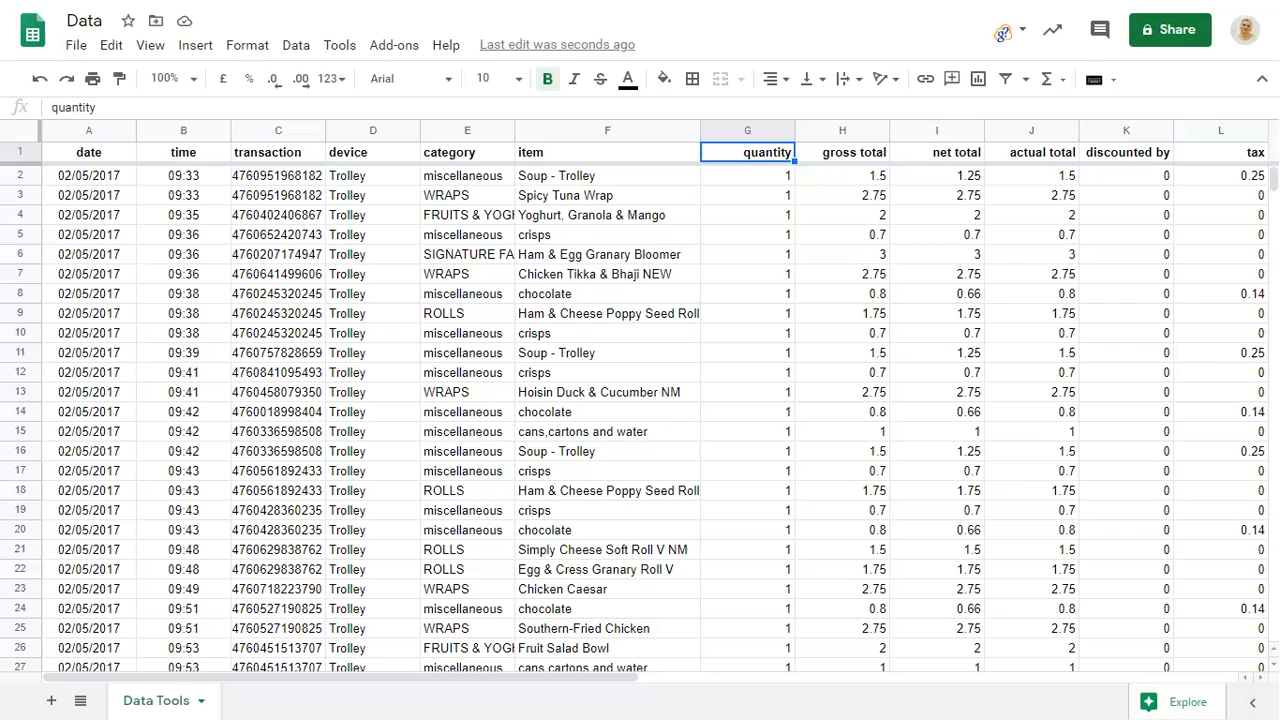 Data
File Edit View Insert Format Data Tools Add-ons Help Last edit was seconds ago
Share
100% £ % .0 .00 123 Arial 10 B I S A
fx quantity
A B C D E F G H I J K L
1 date time transaction device category item quantity gross total net total actual total discounted by tax
2 02/05/2017 09:33 4760951968182 Trolley miscellaneous Soup - Trolley 1 1.5 1.25 1.5 0 0.25
3 02/05/2017 09:33 4760951968182 Trolley WRAPS Spicy Tuna Wrap 1 2.75 2.75 2.75 0 0
4 02/05/2017 09:35 4760402406867 Trolley FRUITS & YOGH Yoghurt, Granola & Mango 1 2 2 2 0 0
5 02/05/2017 09:36 4760652420743 Trolley miscellaneous crisps 1 0.7 0.7 0.7 0 0
6 02/05/2017 09:36 4760207174947 Trolley SIGNATURE FA Ham & Egg Granary Bloomer 1 3 3 3 0 0
7 02/05/2017 09:36 4760641499606 Trolley WRAPS Chicken Tikka & Bhaji NEW 1 2.75 2.75 2.75 0 0
8 02/05/2017 09:38 4760245320245 Trolley miscellaneous chocolate 1 0.8 0.66 0.8 0 0.14
9 02/05/2017 09:38 4760245320245 Trolley ROLLS Ham & Cheese Poppy Seed Roll 1 1.75 1.75 1.75 0 0
10 02/05/2017 09:38 4760245320245 Trolley miscellaneous crisps 1 0.7 0.7 0.7 0 0
11 02/05/2017 09:39 4760757828659 Trolley miscellaneous Soup - Trolley 1 1.5 1.25 1.5 0 0.25
12 02/05/2017 09:41 4760841095493 Trolley miscellaneous crisps 1 0.7 0.7 0.7 0 0
13 02/05/2017 09:41 4760458079350 Trolley WRAPS Hoisin Duck & Cucumber NM 1 2.75 2.75 2.75 0 0
14 02/05/2017 09:42 4760018998404 Trolley miscellaneous chocolate 1 0.8 0.66 0.8 0 0.14
15 02/05/2017 09:42 4760336598508 Trolley miscellaneous cans,cartons and water 1 1 1 1 0 0
16 02/05/2017 09:42 4760336598508 Trolley miscellaneous Soup - Trolley 1 1.5 1.25 1.5 0 0.25
17 02/05/2017 09:43 4760561892433 Trolley miscellaneous crisps 1 0.7 0.7 0.7 0 0
18 02/05/2017 09:43 4760561892433 Trolley ROLLS Ham & Cheese Poppy Seed Roll 1 1.75 1.75 1.75 0 0
19 02/05/2017 09:43 4760428360235 Trolley miscellaneous crisps 1 0.7 0.7 0.7 0 0
20 02/05/2017 09:43 4760428360235 Trolley miscellaneous chocolate 1 0.8 0.66 0.8 0 0.14
21 02/05/2017 09:48 4760629838762 Trolley ROLLS Simply Cheese Soft Roll V NM 1 1.5 1.5 1.5 0 0
22 02/05/2017 09:48 4760629838762 Trolley ROLLS Egg & Cress Granary Roll V 1 1.75 1.75 1.75 0 0
23 02/05/2017 09:49 4760718223790 Trolley WRAPS Chicken Caesar 1 2.75 2.75 2.75 0 0
24 02/05/2017 09:51 4760527190825 Trolley miscellaneous chocolate 1 0.8 0.66 0.8 0 0.14
25 02/05/2017 09:51 4760527190825 Trolley WRAPS Southern-Fried Chicken 1 2.75 2.75 2.75 0 0
26 02/05/2017 09:53 4760451513707 Trolley FRUITS & YOGH Fruit Salad Bowl 1 2 2 2 0 0
27 02/05/2017 09:53 4760451513707 Trolley miscellaneous cans,cartons and water 1 1 1 1 0 0
Data Tools
Explore